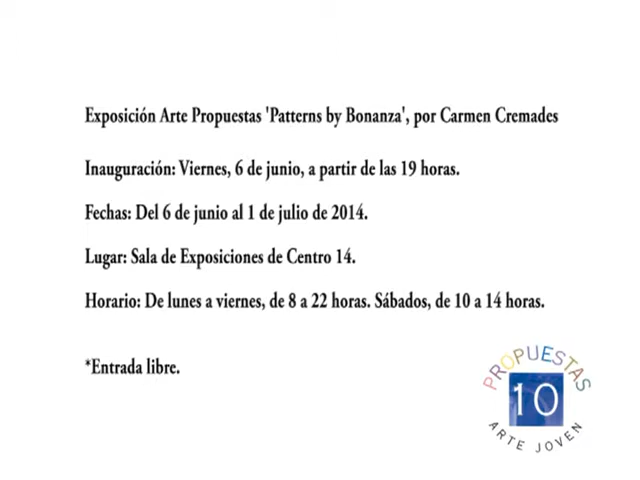 Exposición Arte Propuestas 'Patterns by Bonanza', por Carmen Cremades
Inauguración: Viernes, 6 de junio, a partir de las 19 horas.
Fechas: Del 6 de junio al 1 de julio de 2014.
Lugar: Sala de Exposiciones de Centro 14.
Horario: De lunes a viernes, de 8 a 22 horas. Sábados, de 10 a 14 horas.
*Entrada libre.
PROPUESTAS
10
ARTE JOVEN